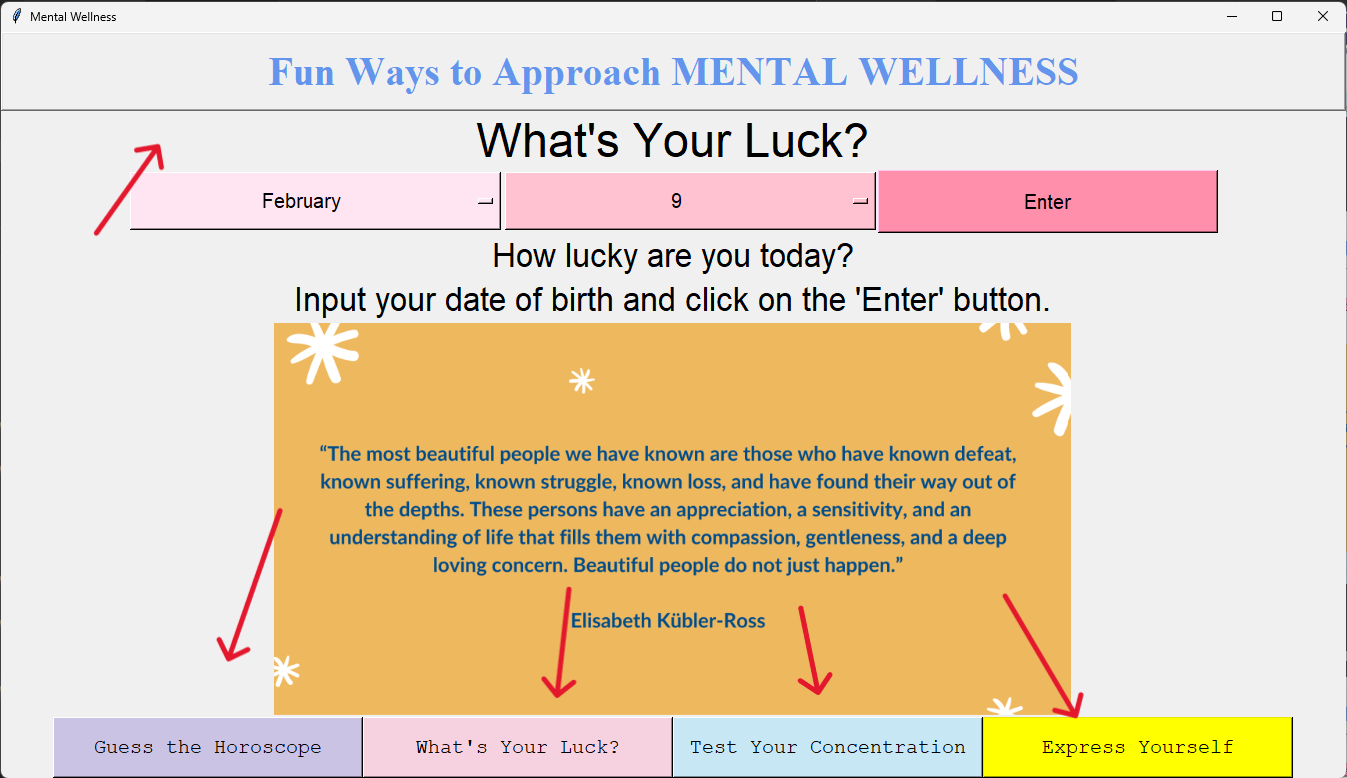 Mental Wellness
Fun Ways to Approach MENTAL WELLNESS
What's Your Luck?
February
9
Enter
How lucky are you today?
Input your date of birth and click on the 'Enter' button.
“The most beautiful people we have known are those who have known defeat,
known suffering, known struggle, known loss, and have found their way out of
the depths. These persons have an appreciation, a sensitivity, and an
understanding of life that fills them with compassion, gentleness, and a deep
loving concern. Beautiful people do not just happen.”
Elisabeth Kübler-Ross
Guess the Horoscope
What's Your Luck?
Test Your Concentration
Express Yourself